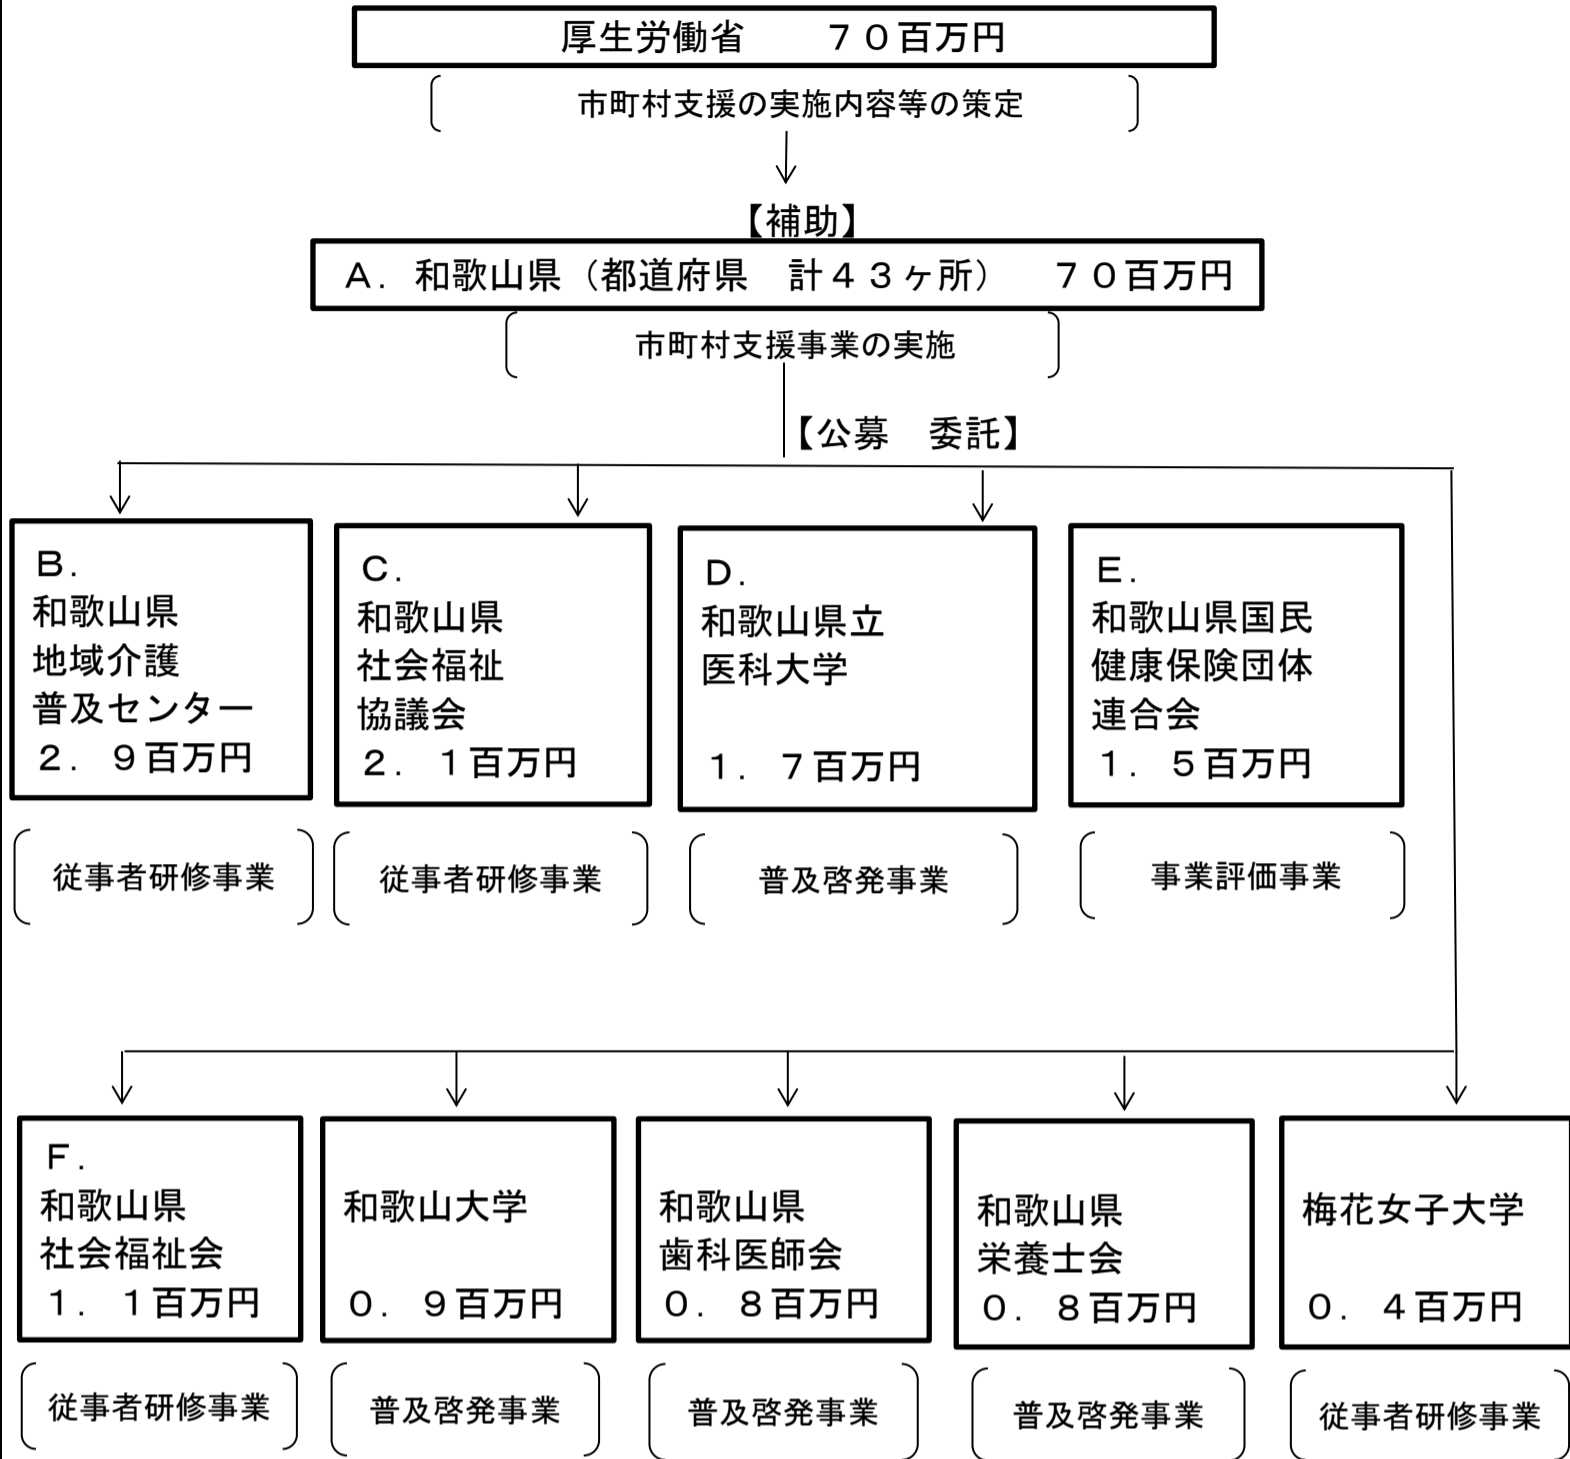 厚生労働省　　７０百万円
市町村支援の実施内容等の策定
【補助】
Ａ．和歌山県（都道府県　計４３ヶ所）　７０百万円
市町村支援事業の実施
【公募　委託】
Ｂ．
和歌山県
地域介護
普及センター
２．９百万円
従事者研修事業
Ｃ．
和歌山県
社会福祉
協議会
２．１百万円
従事者研修事業
Ｄ．
和歌山県立
医科大学
１．７百万円
普及啓発事業
Ｅ．
和歌山県国民
健康保険団体
連合会
１．５百万円
事業評価事業
Ｆ．
和歌山県
社会福祉会
１．１百万円
従事者研修事業
和歌山大学
０．９百万円
普及啓発事業
和歌山県
歯科医師会
０．８百万円
普及啓発事業
和歌山県
栄養士会
０．８百万円
普及啓発事業
梅花女子大学
０．４百万円
従事者研修事業